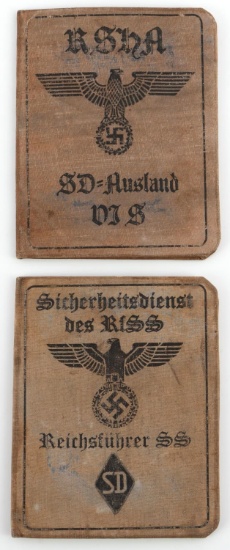 RSHA
SD=Ausland
VI S
Sicherheitsdienst
des RfSS
Reichsführer SS
SD